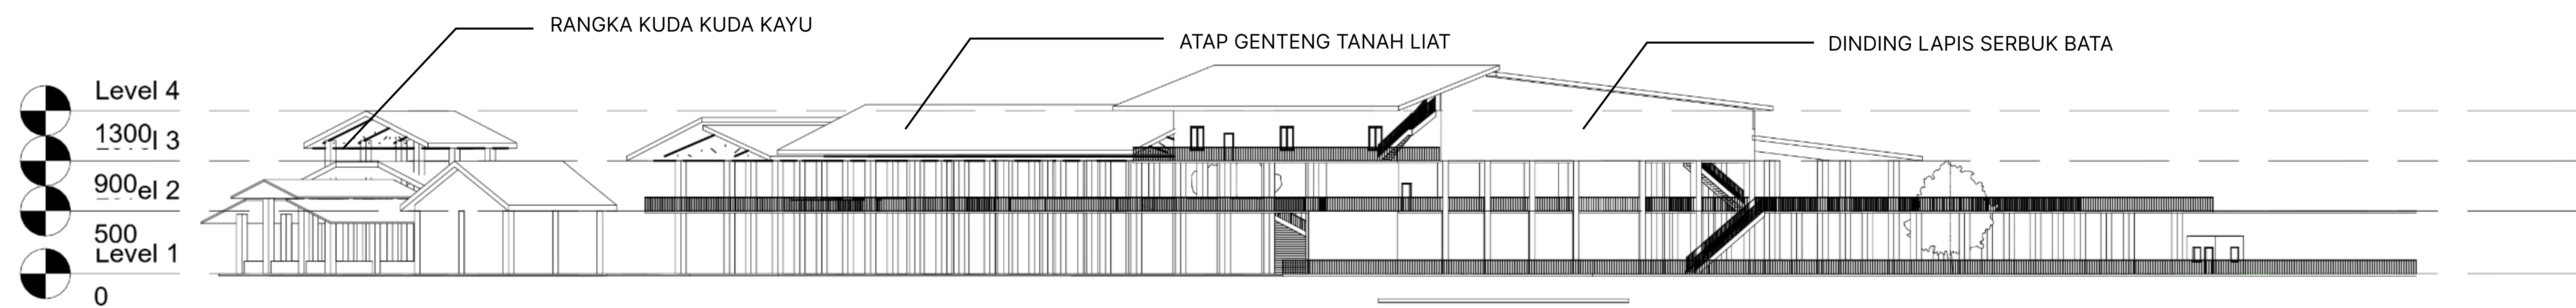 RANGKA KUDA KUDA KAYU
ATAP GENTENG TANAH LIAT
DINDING LAPIS SERBUK BATA
Level 4
1300
3
900
el 2
500
Level 1
0